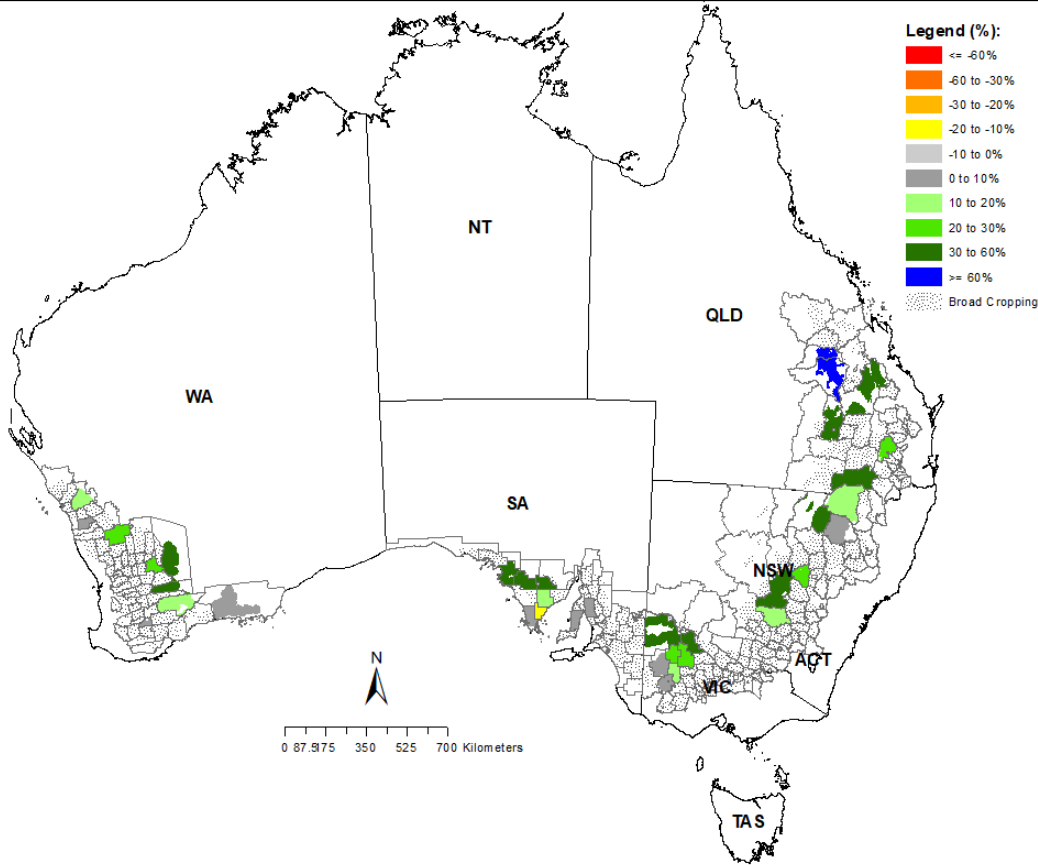 Legend (%):
<= -60%
-60 to -30%
-30 to -20%
-20 to -10%
-10 to 0%
0 to 10%
10 to 20%
20 to 30%
30 to 60%
>= 60%
Broad Cropping
NT
QLD
WA
SA
NSW
ACT
VIC
N
0 87.5175 350 525 700 Kilometers
TAS